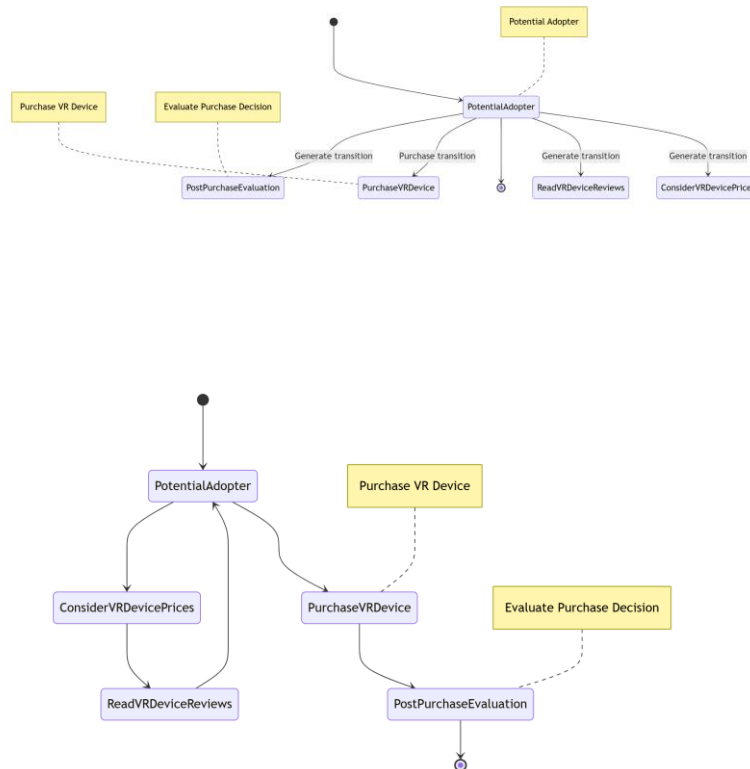 Potential Adopter
Purchase VR Device
Evaluate Purchase Decision
PotentialAdopter
Generate transition
Purchase transition
Generate transition
Generate transition
PostPurchaseEvaluation
PurchaseVRDevice
ReadVRDeviceReviews
ConsiderVRDevicePrice
PotentialAdopter
Purchase VR Device
ConsiderVRDevicePrices
PurchaseVRDevice
Evaluate Purchase Decision
ReadVRDeviceReviews
PostPurchaseEvaluation